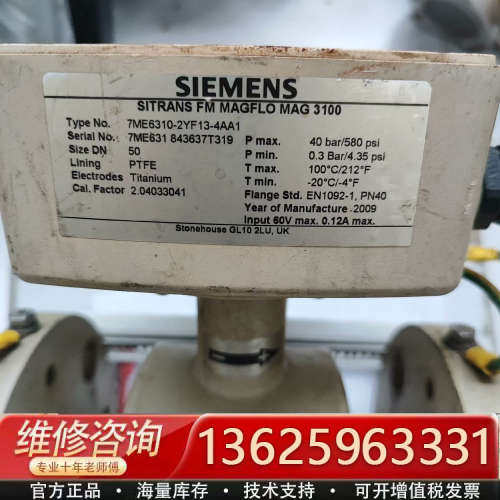 SIEMENS
SITRANS FM MAGFLO MAG 3100
Type No. 7ME6310-2YF13-4AA1
Serial No. 7ME631 843637T319 P max. 40 bar/580 psi
Size DN 50 P min. 0.3 Bar/4.35 psi
Lining PTFE T max. 100°C/212°F
Electrodes Titanium T min. -20°C/-4°F
Cal. Factor 2.04033041 Flange Std. EN1092-1, PN40
Year of Manufacture 2009
Input 60V max. 0.12A max.
Stonehouse GL10 2LU, UK
维修咨询 13625963331
专业十年老师傅
官方正品 · 海量库存 · 技术支持 · 可开增值税发票